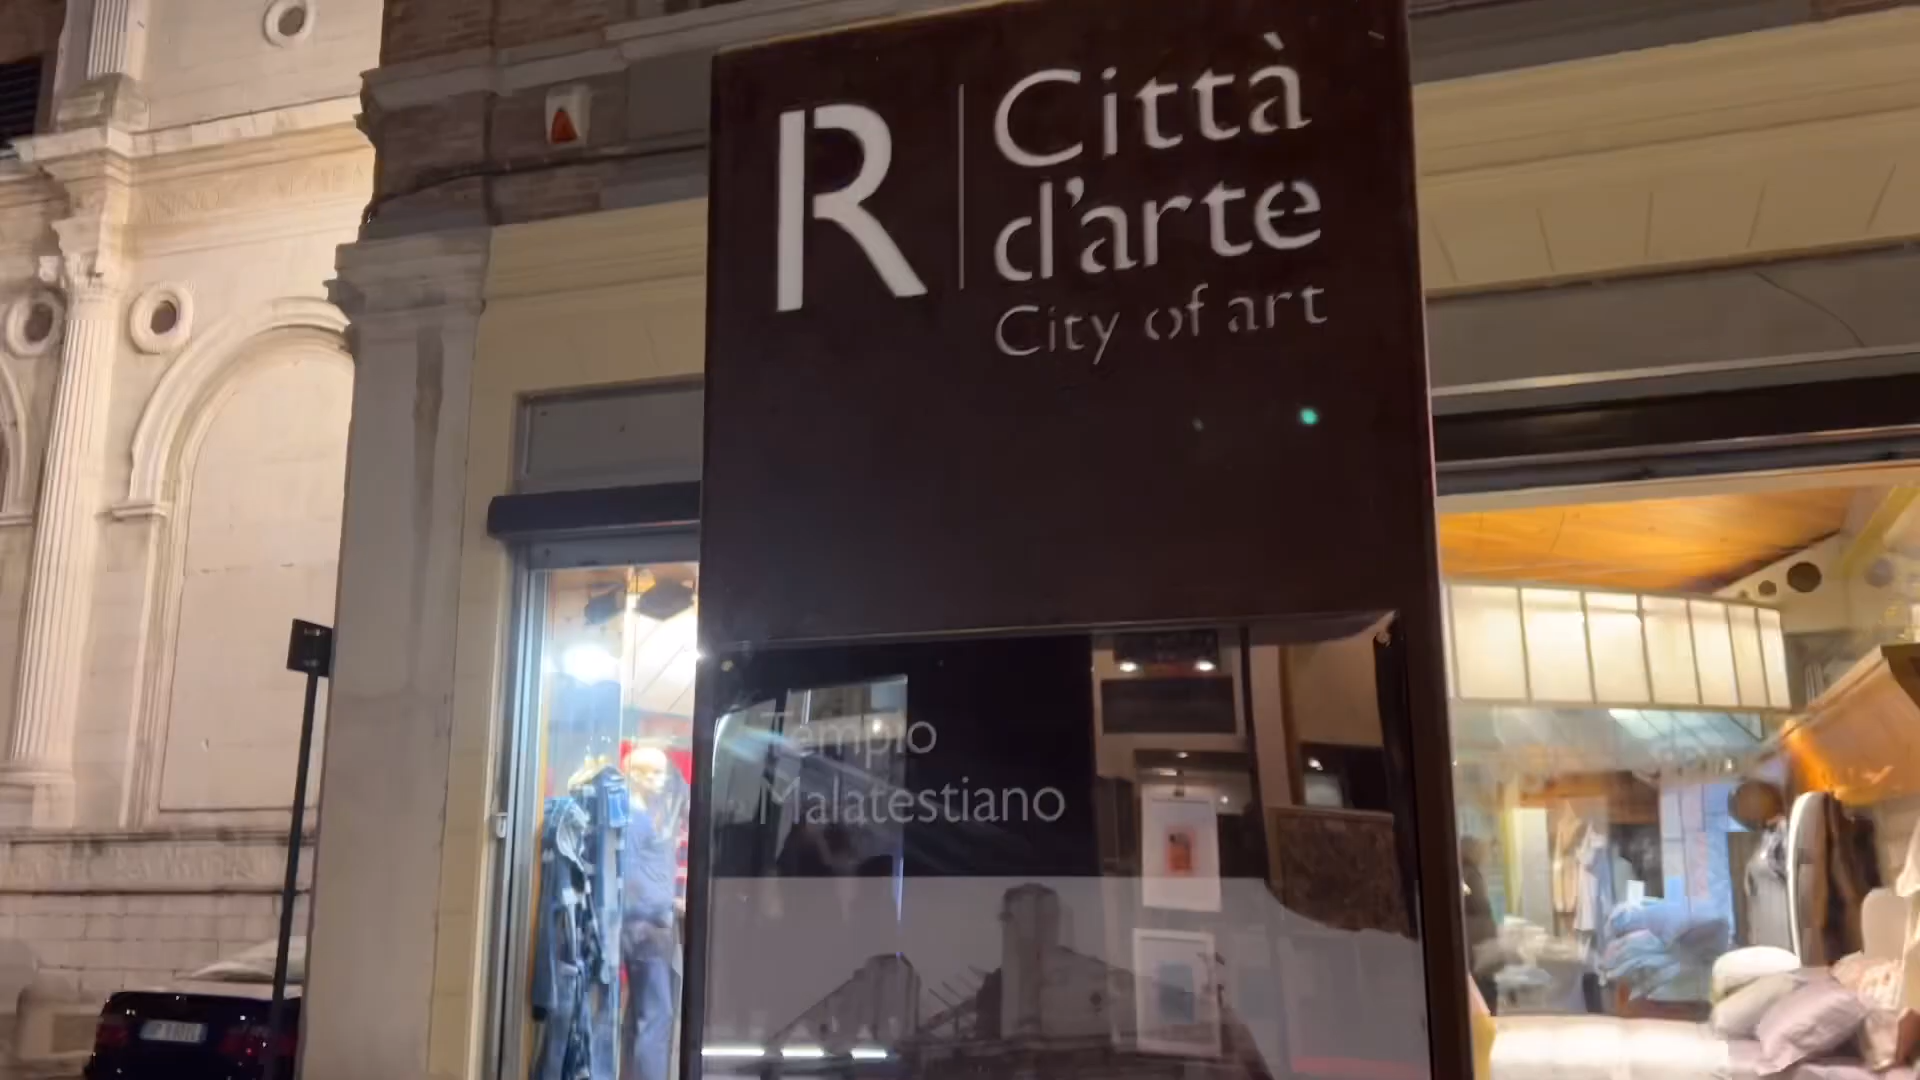 R
Città
d'arte
City of art
Tempio
Malatestiano